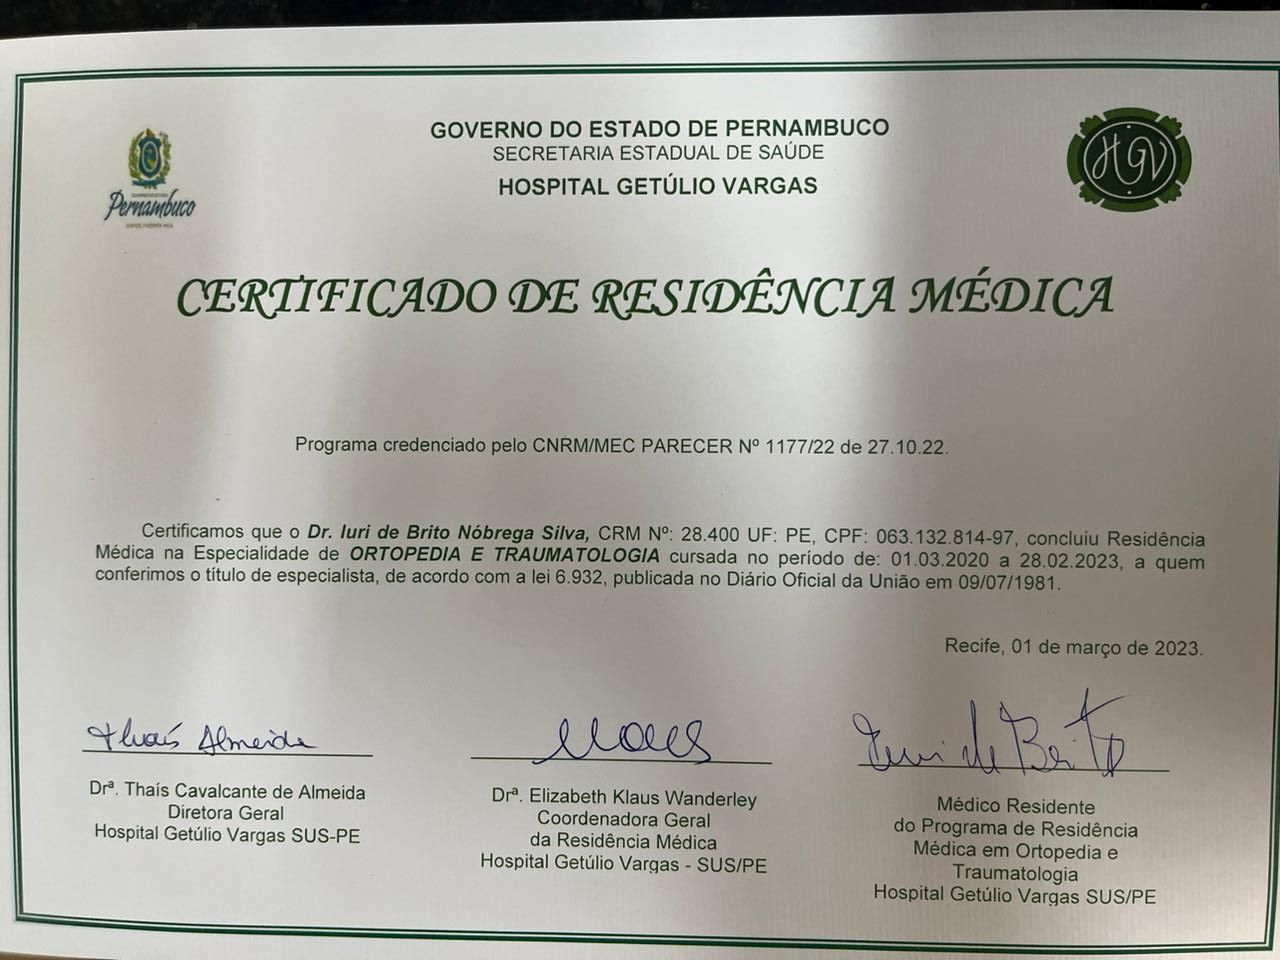 GOVERNO DO ESTADO DE PERNAMBUCO
SECRETARIA ESTADUAL DE SAÚDE
HOSPITAL GETÚLIO VARGAS
Pernambuco
HGV
CERTIFICADO DE RESIDÊNCIA MÉDICA
Programa credenciado pelo CNRM/MEC PARECER Nº 1177/22 de 27.10.22.
Certificamos que o Dr. Iuri de Brito Nóbrega Silva, CRM Nº: 28.400 UF: PE, CPF: 063.132.814-97, concluiu Residência
Médica na Especialidade de ORTOPEDIA E TRAUMATOLOGIA cursada no período de: 01.03.2020 a 28.02.2023, a quem
conferimos o título de especialista, de acordo com a lei 6.932, publicada no Diário Oficial da União em 09/07/1981.
Recife, 01 de março de 2023.
Thaís Almeida
Drª. Thaís Cavalcante de Almeida
Diretora Geral
Hospital Getúlio Vargas SUS-PE
Drª. Elizabeth Klaus Wanderley
Coordenadora Geral
da Residência Médica
Hospital Getúlio Vargas - SUS/PE
Iuri de Brito
Médico Residente
do Programa de Residência
Médica em Ortopedia e
Traumatologia
Hospital Getúlio Vargas SUS/PE